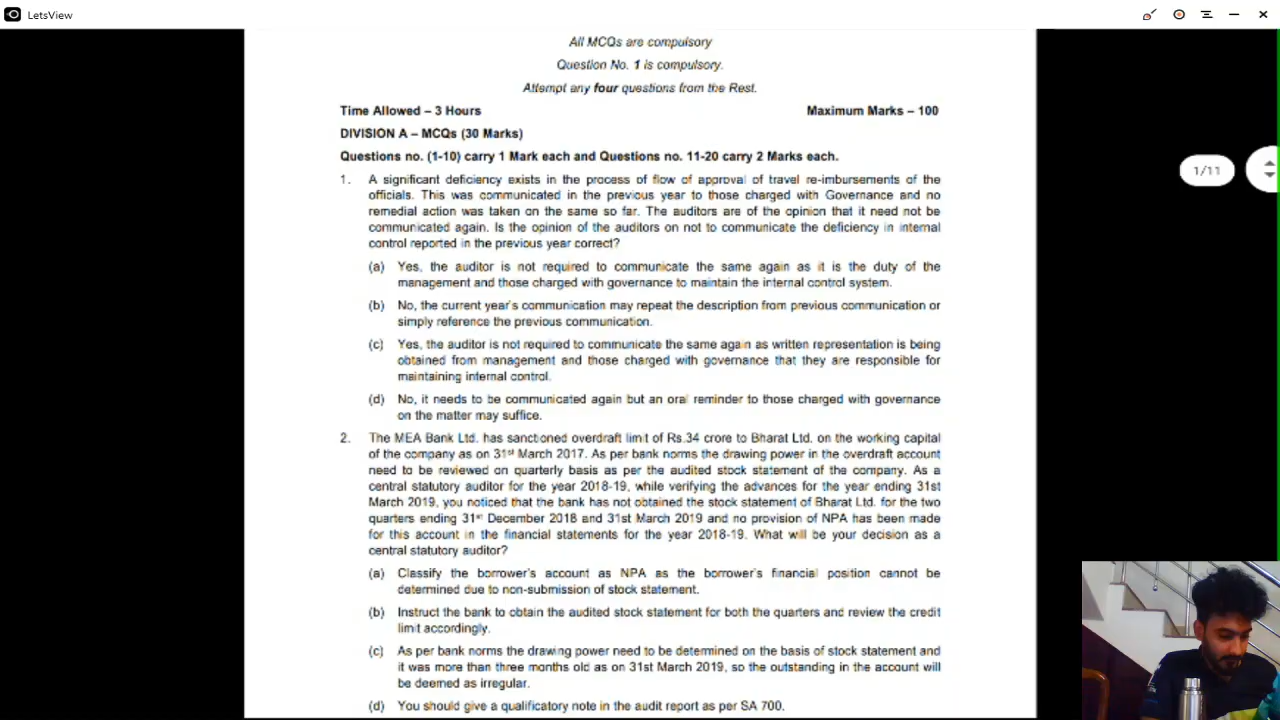 LetsView
All MCQs are compulsory
Question No. 1 is compulsory.
Attempt any four questions from the Rest.
Time Allowed – 3 Hours Maximum Marks – 100
DIVISION A – MCQs (30 Marks)
Questions no. (1-10) carry 1 Mark each and Questions no. 11-20 carry 2 Marks each.
1/11
1. A significant deficiency exists in the process of flow of approval of travel re-imbursements of the
officials. This was communicated in the previous year to those charged with Governance and no
remedial action was taken on the same so far. The auditors are of the opinion that it need not be
communicated again. Is the opinion of the auditors on not to communicate the deficiency in internal
control reported in the previous year correct?
(a) Yes, the auditor is not required to communicate the same again as it is the duty of the
management and those charged with governance to maintain the internal control system.
(b) No, the current year's communication may repeat the description from previous communication or
simply reference the previous communication.
(c) Yes, the auditor is not required to communicate the same again as written representation is being
obtained from management and those charged with governance that they are responsible for
maintaining internal control.
(d) No, it needs to be communicated again but an oral reminder to those charged with governance
on the matter may suffice.
2. The MEA Bank Ltd. has sanctioned overdraft limit of Rs.34 crore to Bharat Ltd. on the working capital
of the company as on 31st March 2017. As per bank norms the drawing power in the overdraft account
need to be reviewed on quarterly basis as per the audited stock statement of the company. As a
central statutory auditor for the year 2018-19, while verifying the advances for the year ending 31st
March 2019, you noticed that the bank has not obtained the stock statement of Bharat Ltd. for the two
quarters ending 31st December 2018 and 31st March 2019 and no provision of NPA has been made
for this account in the financial statements for the year 2018-19. What will be your decision as a
central statutory auditor?
(a) Classify the borrower's account as NPA as the borrower's financial position cannot be
determined due to non-submission of stock statement.
(b) Instruct the bank to obtain the audited stock statement for both the quarters and review the credit
limit accordingly.
(c) As per bank norms the drawing power need to be determined on the basis of stock statement and
it was more than three months old as on 31st March 2019, so the outstanding in the account will
be deemed as irregular.
(d) You should give a qualificatory note in the audit report as per SA 700.